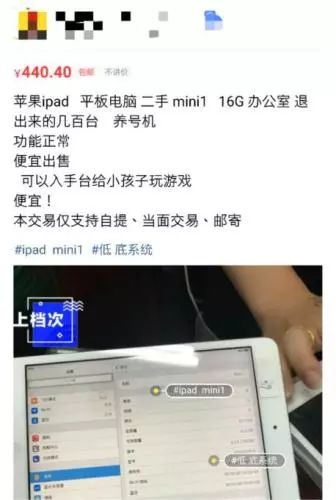 ¥440.40 包邮 不讲价
苹果ipad 平板电脑 二手 mini1 16G 办公室 退
出来的几百台 养号机
功能正常
便宜出售
可以入手台给小孩子玩游戏
便宜！
本交易仅支持自提、当面交易、邮寄
#ipad mini1 #低 底系统
上档次
#ipad mini1
#低 底系统